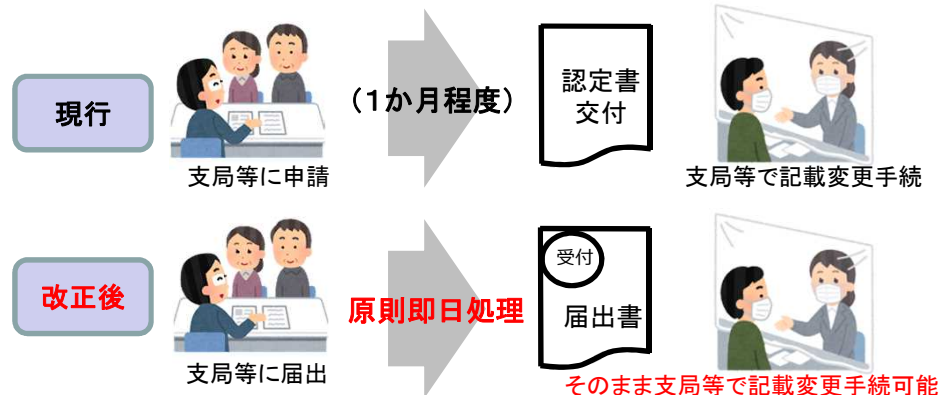 現行
支局等に申請
（１か月程度）
認定書
交付
支局等で記載変更手続
改正後
支局等に届出
原則即日処理
受付
届出書
そのまま支局等で記載変更手続可能